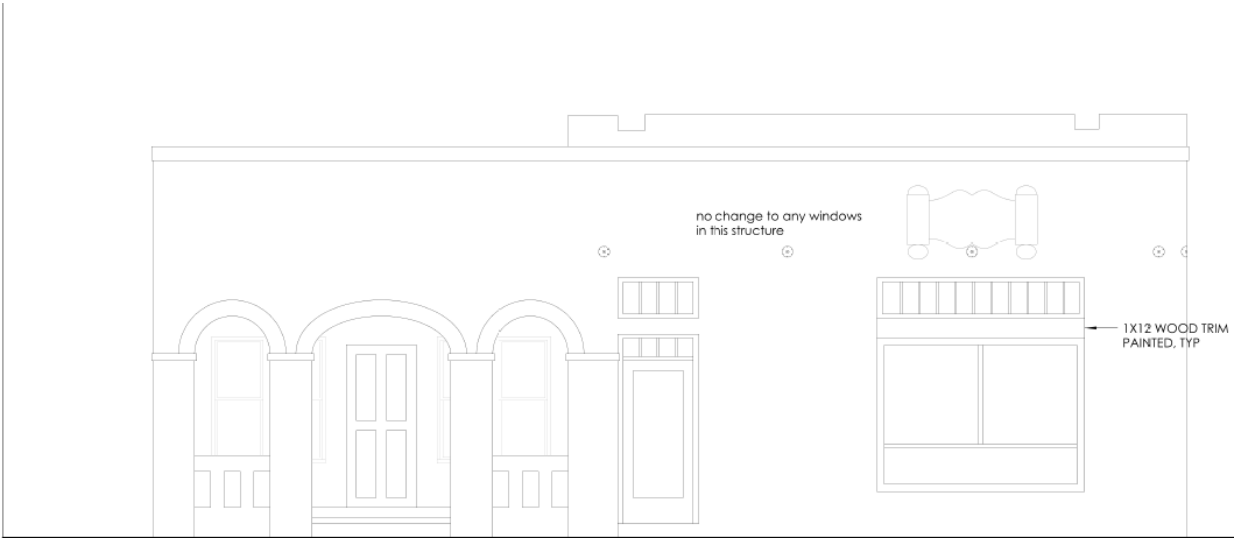 no change to any windows
in this structure
1X12 WOOD TRIM
PAINTED, TYP